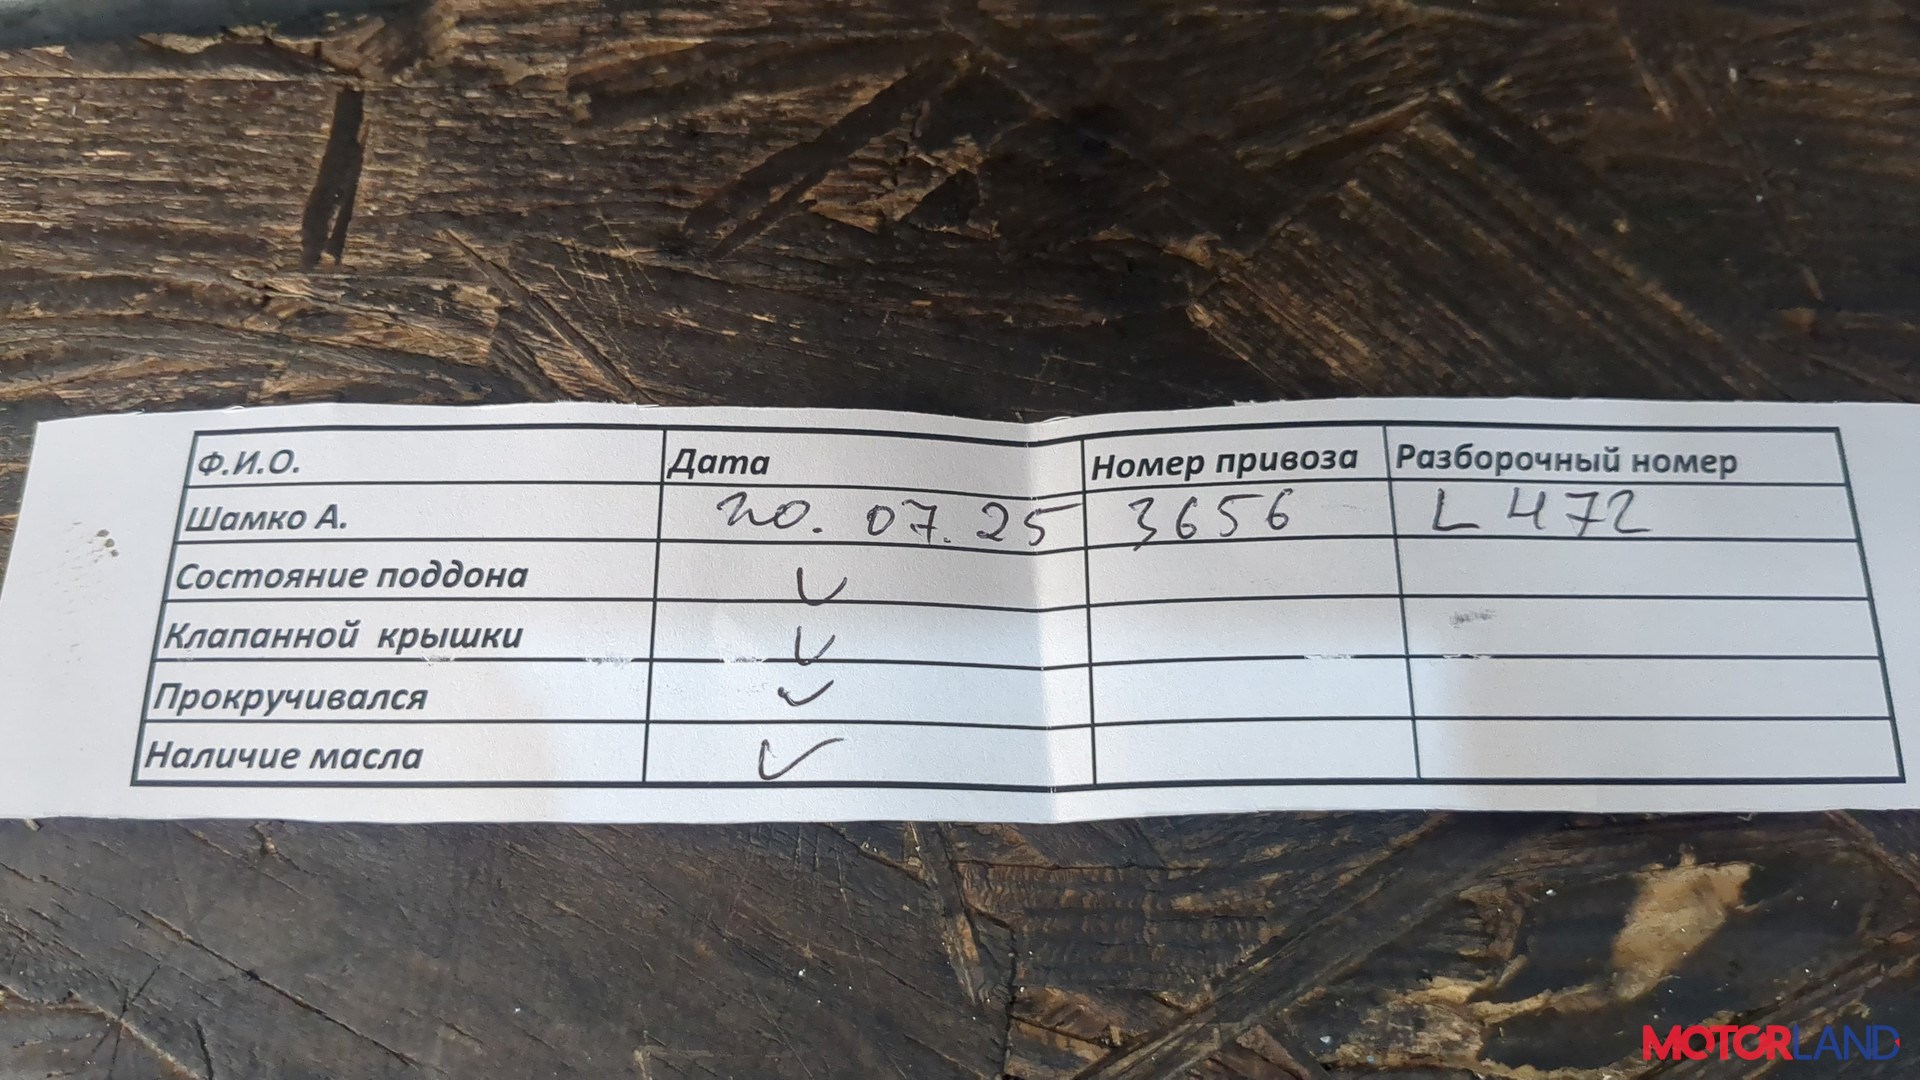 Ф.И.О. Дата Номер привоза Разборочный номер
Шамко А. 20.07.25 3656 L472
Состояние поддона ✓
Клапанной крышки ✓
Прокручивался ✓
Наличие масла ✓
MOTORLAND